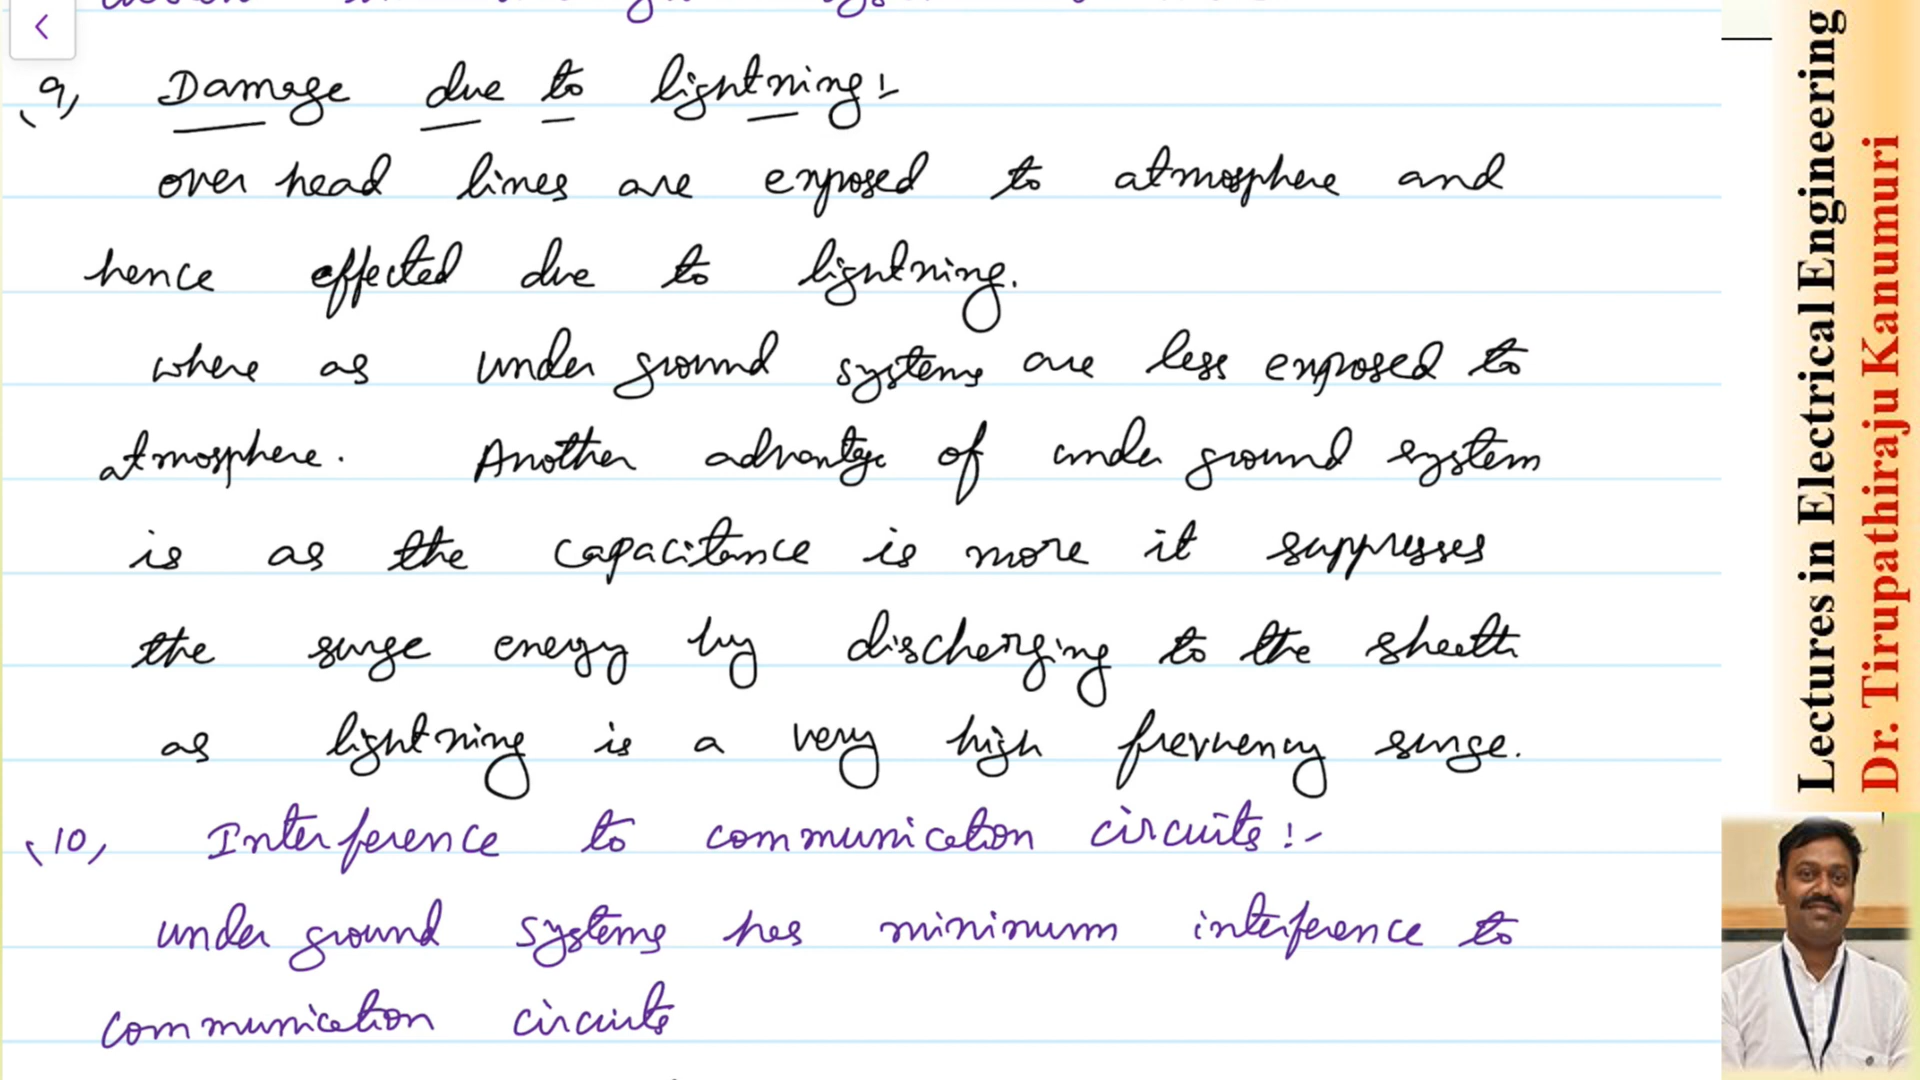 (9) Damage due to lightning:-
over head lines are exposed to atmosphere and
hence effected due to lightning.
where as under ground systems are less exposed to
atmosphere. Another advantage of under ground system
is as the capacitance is more it suppresses
the surge energy by discharging to the sheath
as lightning is a very high frequency surge.
(10) Interference to communication circuits:-
under ground systems has minimum interference to
communication circuits
Lectures in Electrical Engineering
Dr. Tirupathiraju Kanumuri